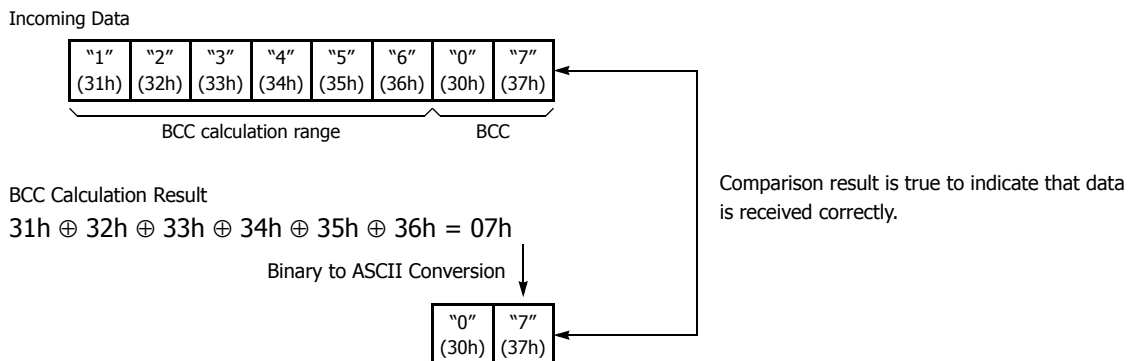 Incoming Data
“1” “2” “3” “4” “5” “6” “0” “7”
(31h) (32h) (33h) (34h) (35h) (36h) (30h) (37h)
BCC calculation range BCC
BCC Calculation Result
31h ⊕ 32h ⊕ 33h ⊕ 34h ⊕ 35h ⊕ 36h = 07h
Binary to ASCII Conversion
“0” “7”
(30h) (37h)
Comparison result is true to indicate that data
is received correctly.